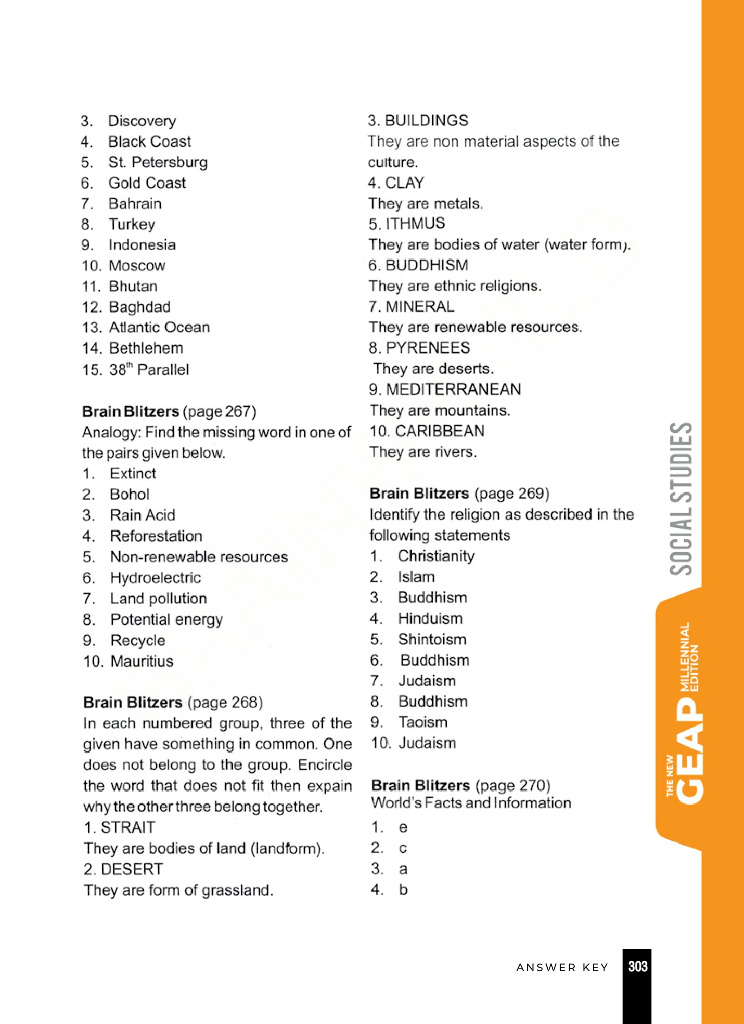 3. Discovery
4. Black Coast
5. St. Petersburg
6. Gold Coast
7. Bahrain
8. Turkey
9. Indonesia
10. Moscow
11. Bhutan
12. Baghdad
13. Atlantic Ocean
14. Bethlehem
15. 38th Parallel
Brain Blitzers (page 267)
Analogy: Find the missing word in one of
the pairs given below.
1. Extinct
2. Bohol
3. Rain Acid
4. Reforestation
5. Non-renewable resources
6. Hydroelectric
7. Land pollution
8. Potential energy
9. Recycle
10. Mauritius
Brain Blitzers (page 268)
In each numbered group, three of the
given have something in common. One
does not belong to the group. Encircle
the word that does not fit then expain
why the other three belong together.
1. STRAIT
They are bodies of land (landform).
2. DESERT
They are form of grassland.
3. BUILDINGS
They are non material aspects of the
culture.
4. CLAY
They are metals.
5. ITHMUS
They are bodies of water (water form).
6. BUDDHISM
They are ethnic religions.
7. MINERAL
They are renewable resources.
8. PYRENEES
They are deserts.
9. MEDITERRANEAN
They are mountains.
10. CARIBBEAN
They are rivers.
Brain Blitzers (page 269)
Identify the religion as described in the
following statements
1. Christianity
2. Islam
3. Buddhism
4. Hinduism
5. Shintoism
6. Buddhism
7. Judaism
8. Buddhism
9. Taoism
10. Judaism
Brain Blitzers (page 270)
World's Facts and Information
1. e
2. c
3. a
4. b
SOCIAL STUDIES
THE NEW
GEAP
MILLENNIAL
EDITION
ANSWER KEY 303